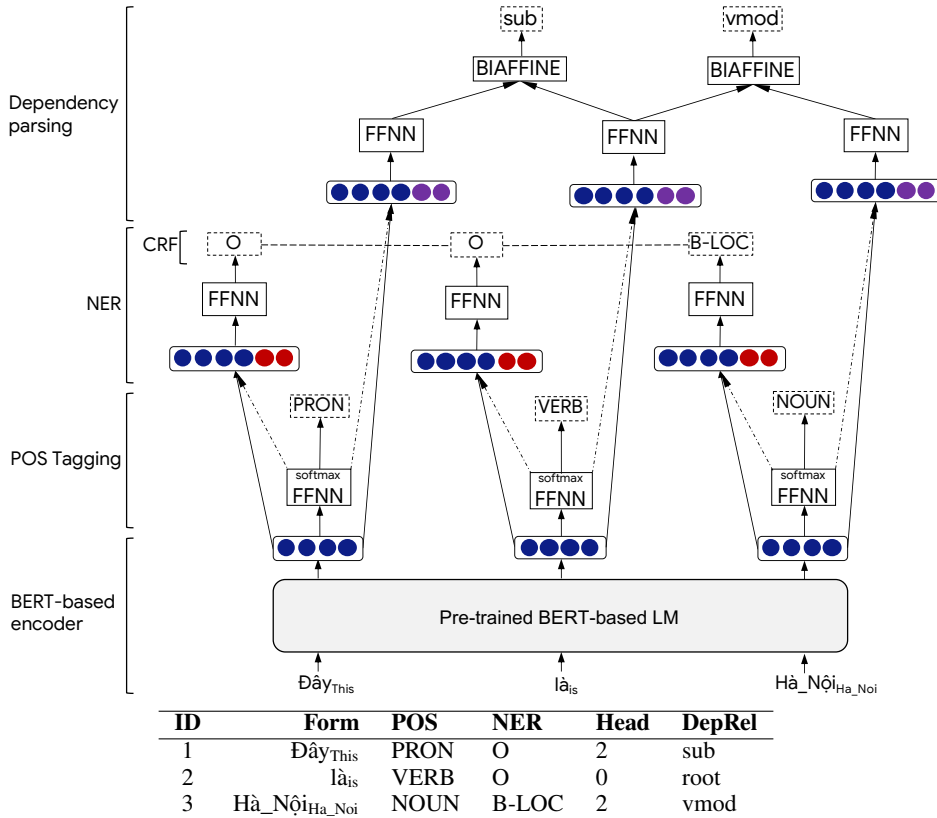 sub vmod
BIAFFINE BIAFFINE
Dependency
parsing
FFNN FFNN FFNN
CRF O O B-LOC
NER
FFNN FFNN FFNN
PRON VERB NOUN
POS Tagging
softmax softmax softmax
FFNN FFNN FFNN
BERT-based
encoder
Pre-trained BERT-based LM
ĐâyThis làis Hà_NộiHa_Noi
ID Form POS NER Head DepRel
1 ĐâyThis PRON O 2 sub
2 làis VERB O 0 root
3 Hà_NộiHa_Noi NOUN B-LOC 2 vmod